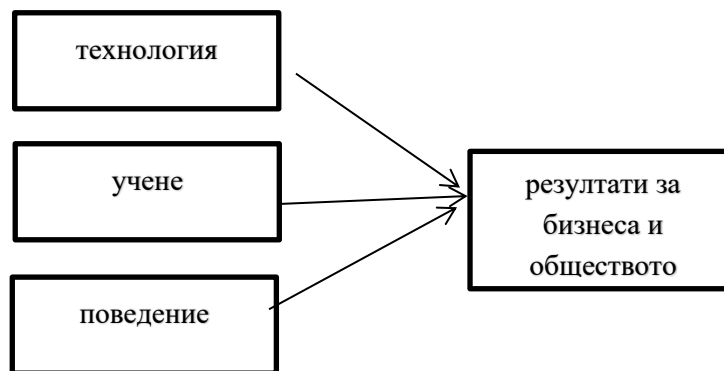 технология
учене
поведение
резултати за
бизнеса и
обществото